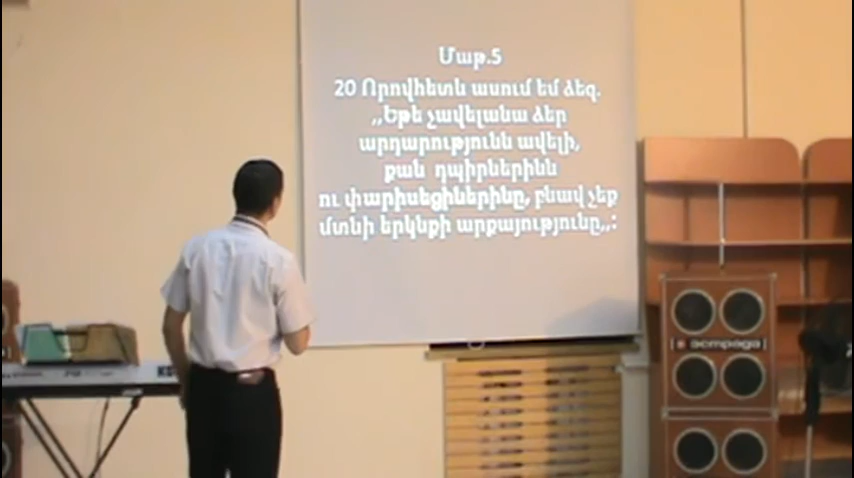 Մաթ.5
20 Որովհետև ասում եմ ձեզ.
,,Եթե չավելանա ձեր
արդարությունն ավելի,
քան դպիրներինն
ու փարիսեցիներինը, բնավ չեք
մտնի երկնքի արքայությունը,,:
эстрада